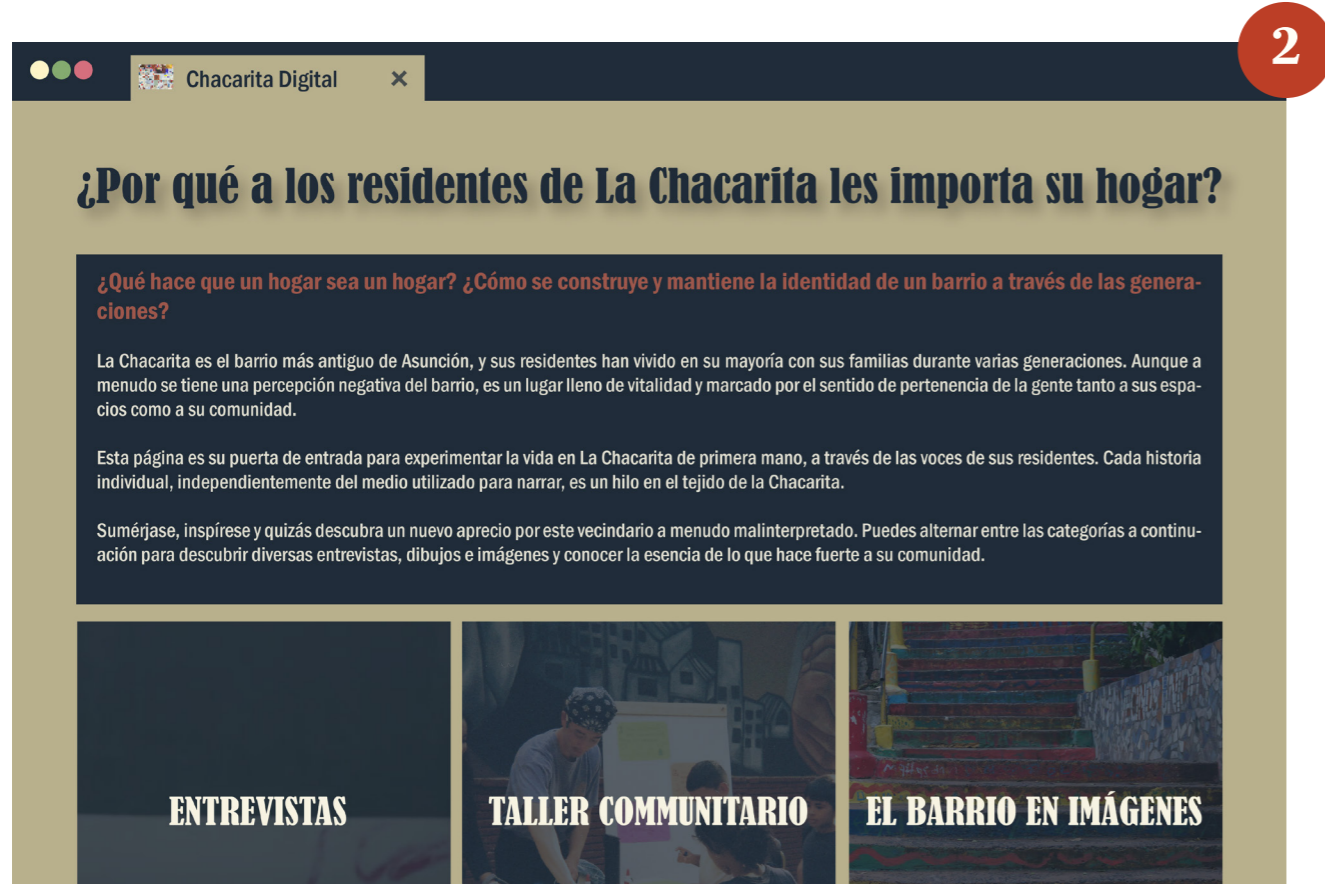 2
Chacarita Digital
¿Por qué a los residentes de La Chacarita les importa su hogar?
¿Qué hace que un hogar sea un hogar? ¿Cómo se construye y mantiene la identidad de un barrio a través de las genera-
ciones?
La Chacarita es el barrio más antiguo de Asunción, y sus residentes han vivido en su mayoría con sus familias durante varias generaciones. Aunque a
menudo se tiene una percepción negativa del barrio, es un lugar lleno de vitalidad y marcado por el sentido de pertenencia de la gente tanto a sus espa-
cios como a su comunidad.
Esta página es su puerta de entrada para experimentar la vida en La Chacarita de primera mano, a través de las voces de sus residentes. Cada historia
individual, independientemente del medio utilizado para narrar, es un hilo en el tejido de la Chacarita.
Sumérjase, inspírese y quizás descubra un nuevo aprecio por este vecindario a menudo malinterpretado. Puedes alternar entre las categorías a continu-
ación para descubrir diversas entrevistas, dibujos e imágenes y conocer la esencia de lo que hace fuerte a su comunidad.
ENTREVISTAS
TALLER COMMUNITARIO
EL BARRIO EN IMÁGENES